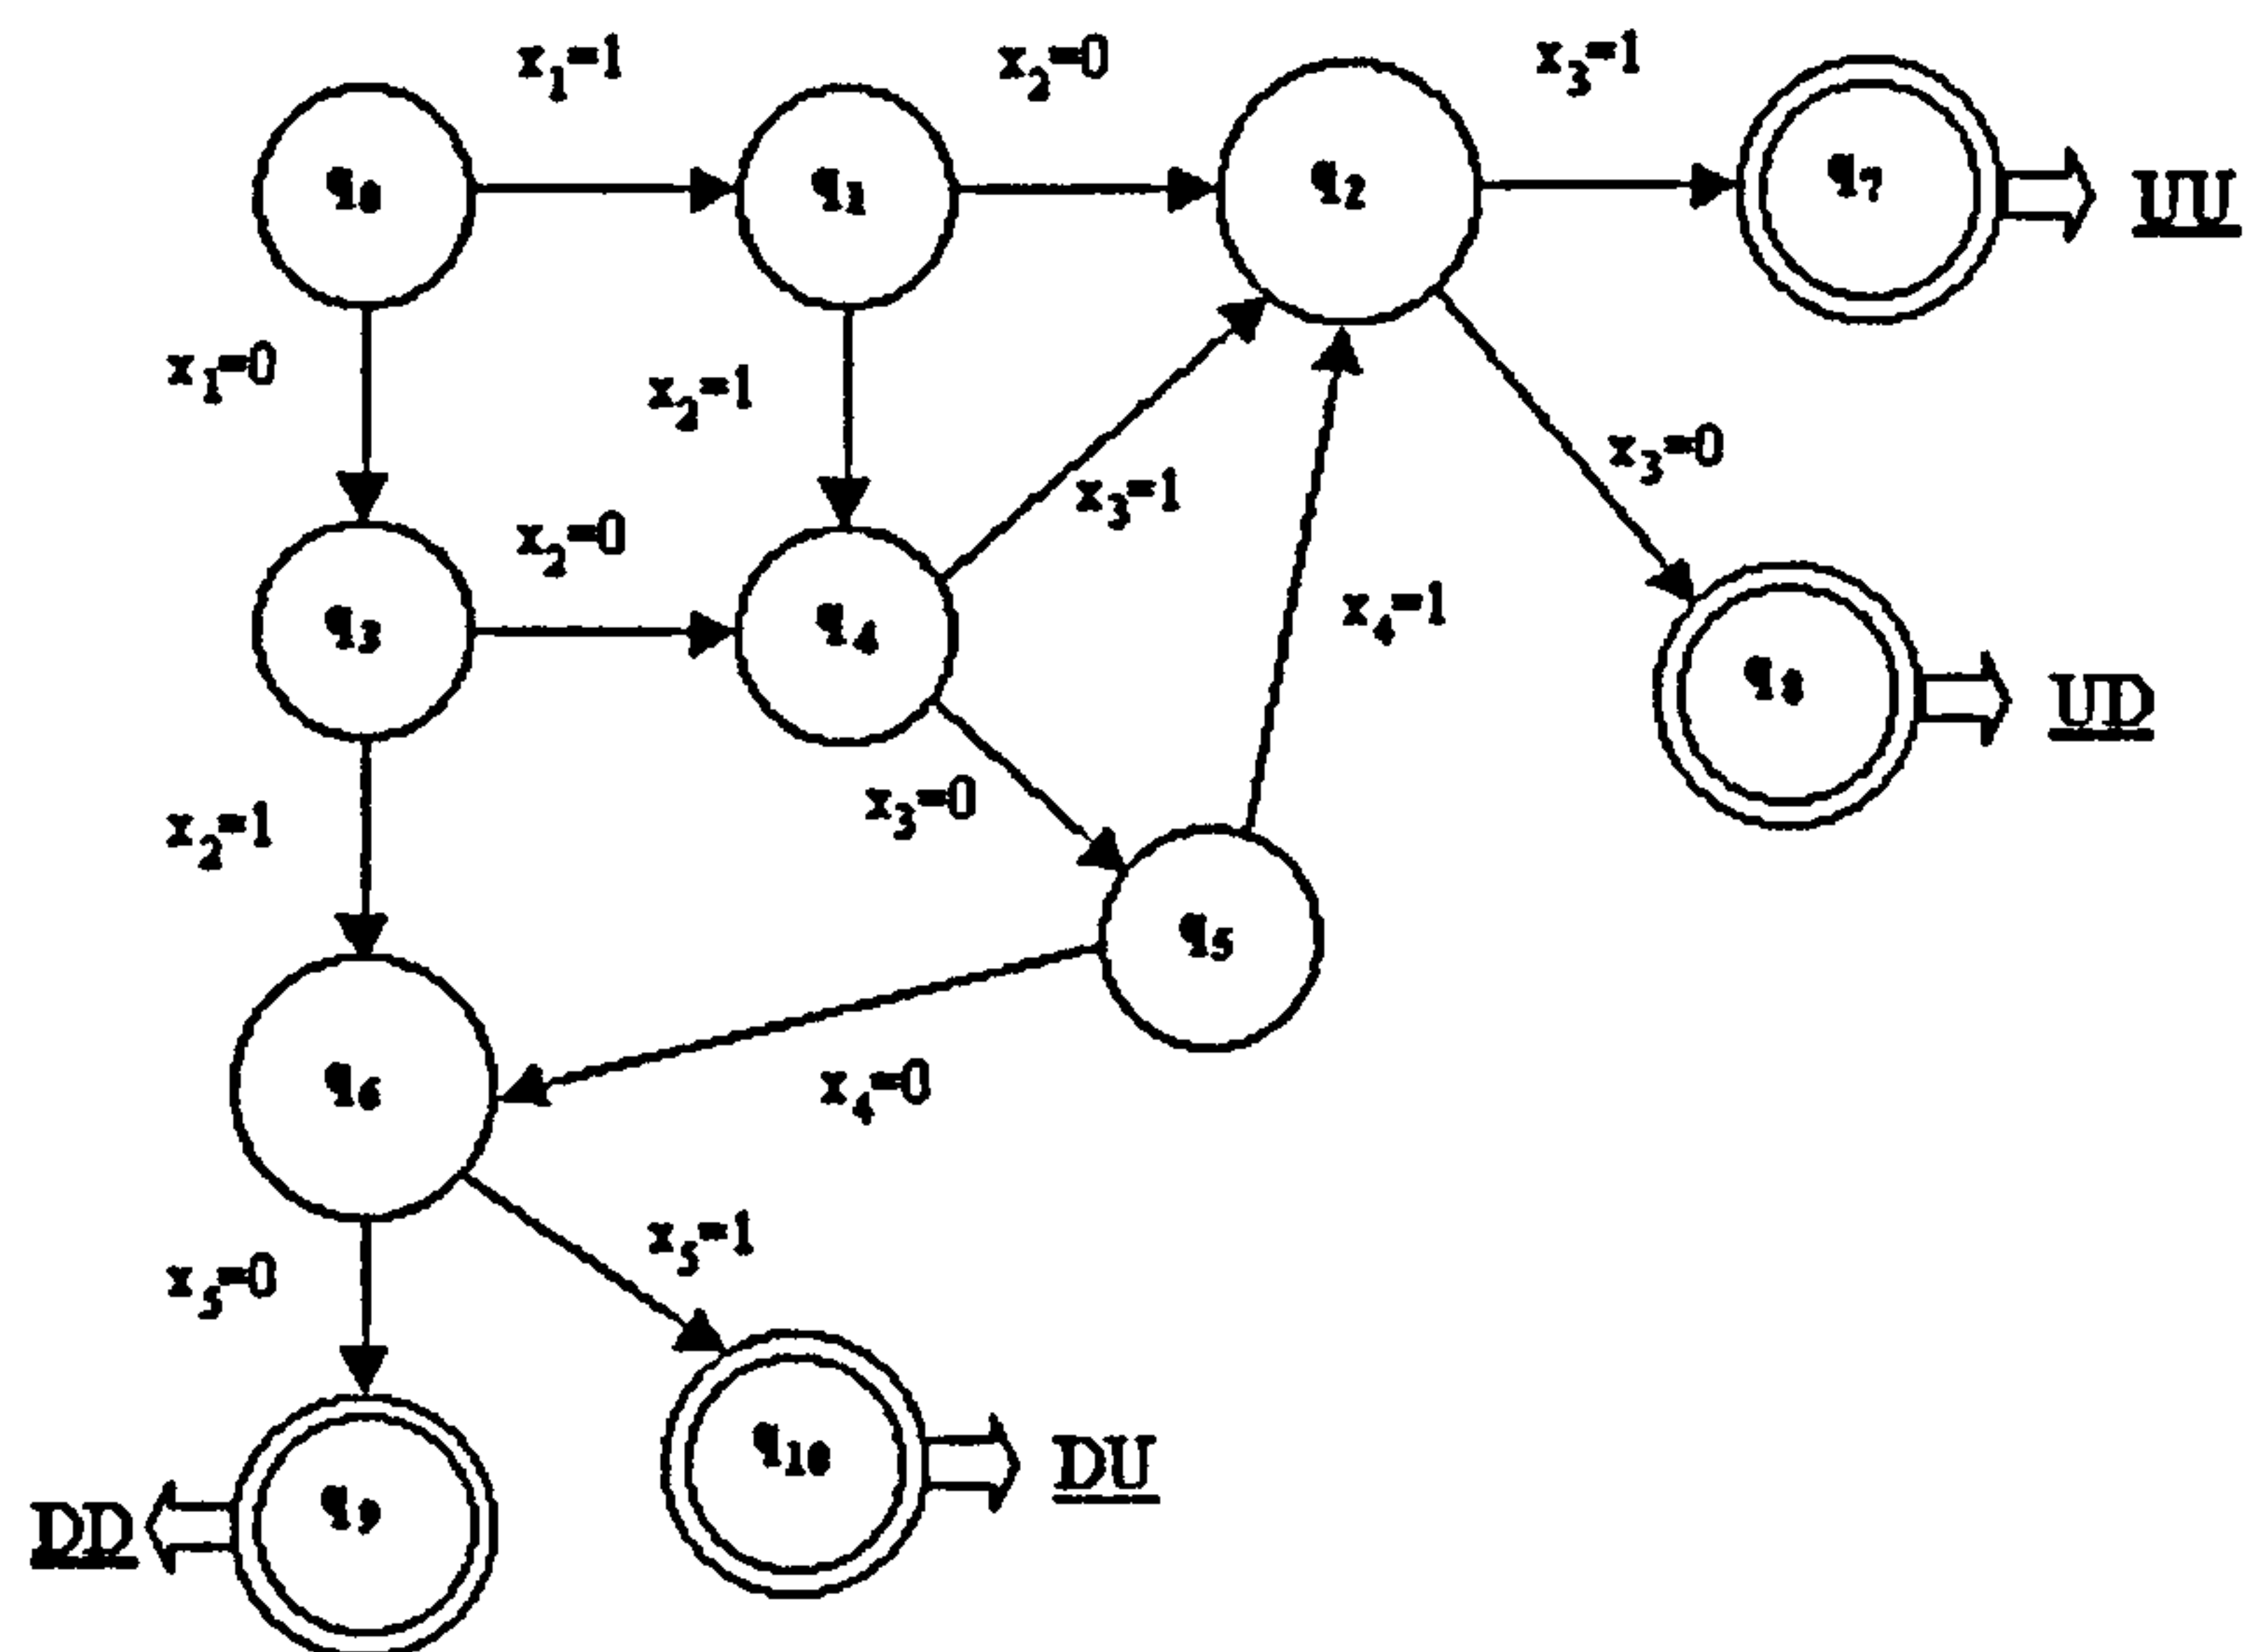 x₁=1
x₂=0
x₃=1
q₀
q₁
q₂
q₇
UU
x₁=0
x₂=1
x₃=0
x₃=1
x₂=0
x₄=1
q₃
q₄
q₈
UD
x₂=1
x₃=0
q₅
q₆
x₄=0
x₅=1
x₅=0
q₁₀
DU
q₉
DD